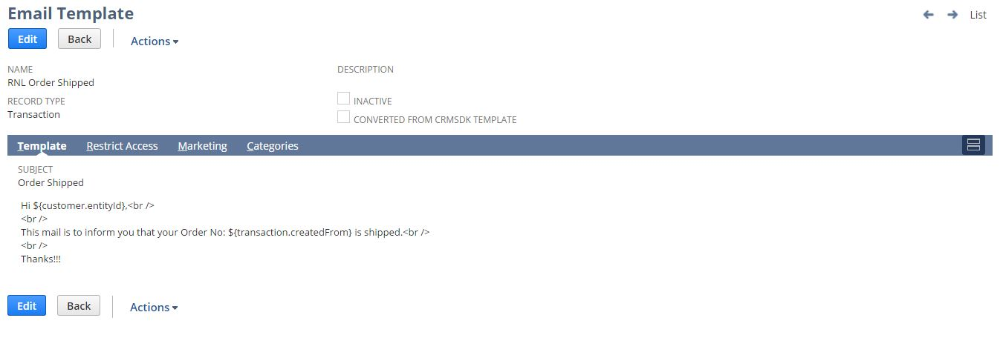 Email Template
List
Edit
Back
Actions
NAME
RNL Order Shipped
RECORD TYPE
Transaction
DESCRIPTION
INACTIVE
CONVERTED FROM CRMSDK TEMPLATE
Template Restrict Access Marketing Categories
SUBJECT
Order Shipped
Hi ${customer.entityId},<br />
<br />
This mail is to inform you that your Order No: ${transaction.createdFrom} is shipped.<br />
<br />
Thanks!!!
Edit
Back
Actions